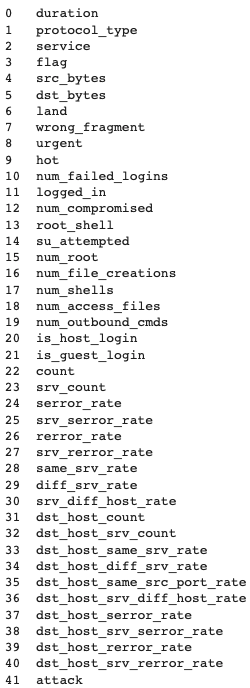 0 duration
1 protocol_type
2 service
3 flag
4 src_bytes
5 dst_bytes
6 land
7 wrong_fragment
8 urgent
9 hot
10 num_failed_logins
11 logged_in
12 num_compromised
13 root_shell
14 su_attempted
15 num_root
16 num_file_creations
17 num_shells
18 num_access_files
19 num_outbound_cmds
20 is_host_login
21 is_guest_login
22 count
23 srv_count
24 serror_rate
25 srv_serror_rate
26 rerror_rate
27 srv_rerror_rate
28 same_srv_rate
29 diff_srv_rate
30 srv_diff_host_rate
31 dst_host_count
32 dst_host_srv_count
33 dst_host_same_srv_rate
34 dst_host_diff_srv_rate
35 dst_host_same_src_port_rate
36 dst_host_srv_diff_host_rate
37 dst_host_serror_rate
38 dst_host_srv_serror_rate
39 dst_host_rerror_rate
40 dst_host_srv_rerror_rate
41 attack